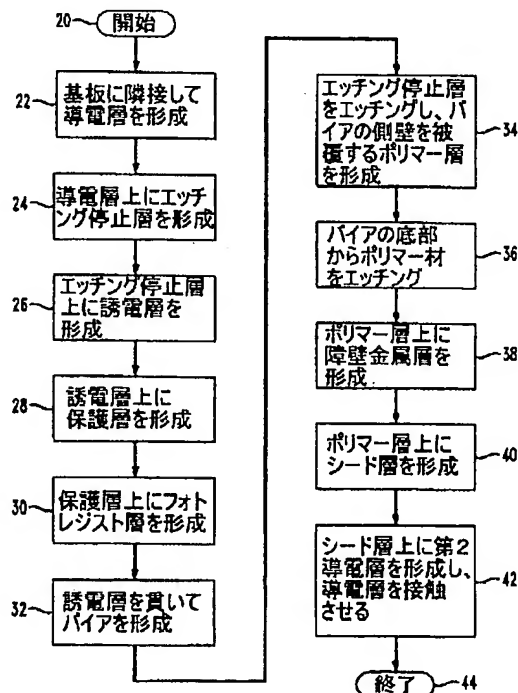 20
開始
22
基板に隣接して
導電層を形成
24
導電層上にエッチ
ング停止層を形成
26
エッチング停止層
上に誘電層を
形成
28
誘電層上に
保護層を形成
30
保護層上にフォト
レジスト層を形成
32
誘電層を貫いて
バイアを形成
エッチング停止層
をエッチングし、バ
イアの側壁を被
覆するポリマー層
を形成
34
バイアの底部
からポリマー材
をエッチング
36
ポリマー層上に
障壁金属層を
形成
38
ポリマー層上に
シード層を形成
40
シード層上に第2
導電層を形成し、
導電層を接触
させる
42
終了
44